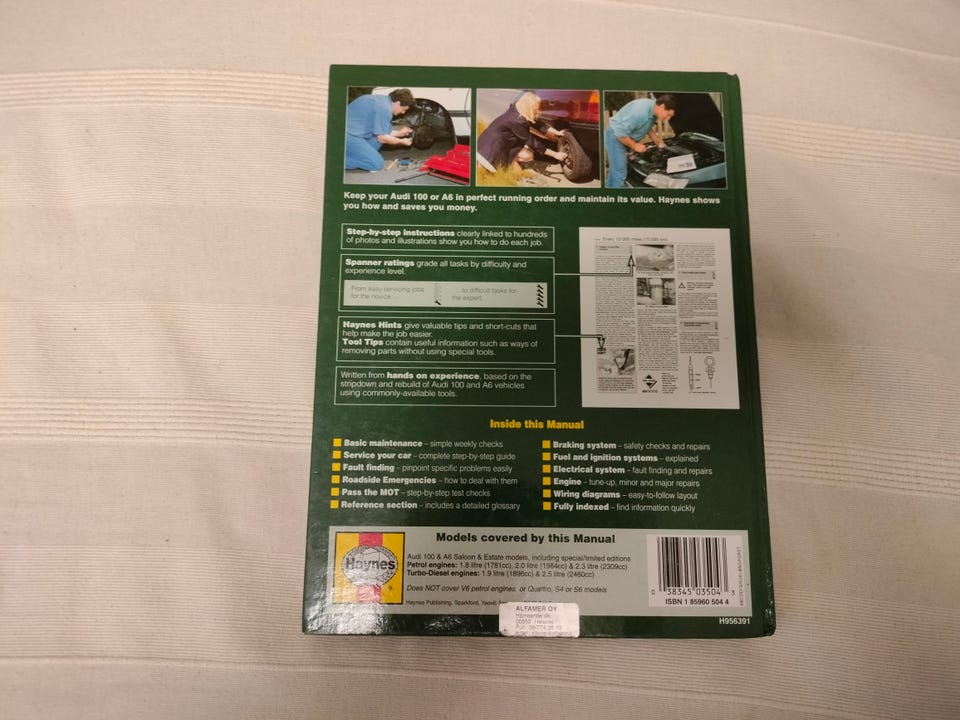 Keep your Audi 100 or A6 in perfect running order and maintain its value. Haynes shows
you how and saves you money.
Step-by-step instructions clearly linked to hundreds
of photos and illustrations show you how to do each job.
Spanner ratings grade all tasks by difficulty and
experience level.
From easy servicing jobs
for the novice...
... to difficult tasks for
the expert
Haynes Hints give valuable tips and short-cuts that
help make the job easier.
Tool Tips contain useful information such as ways of
removing parts without using special tools.
Written from hands on experience, based on the
stripdown and rebuild of Audi 100 and A6 vehicles
using commonly-available tools.
Inside this Manual
Basic maintenance – simple weekly checks
Service your car – complete step-by-step guide
Fault finding – pinpoint specific problems easily
Roadside Emergencies – how to deal with them
Pass the MOT – step-by-step test checks
Reference section – includes a detailed glossary
Braking system – safety checks and repairs
Fuel and ignition systems – explained
Electrical system – fault finding and repairs
Engine – tune-up, minor and major repairs
Wiring diagrams – easy-to-follow layout
Fully indexed – find information quickly
Models covered by this Manual
Haynes
Audi 100 & A6 Saloon & Estate models, including special/limited editions
Petrol engines: 1.8 litre (1781cc), 2.0 litre (1984cc) & 2.3 litre (2309cc)
Turbo-Diesel engines: 1.9 litre (1896cc) & 2.5 litre (2460cc)
Does NOT cover V6 petrol engines, or Quattro, S4 or S6 models
Haynes Publishing, Sparkford, Yeovil,
ALFAMER OY
0 38345 03504 3
ISBN 1 85960 504 4
H956391